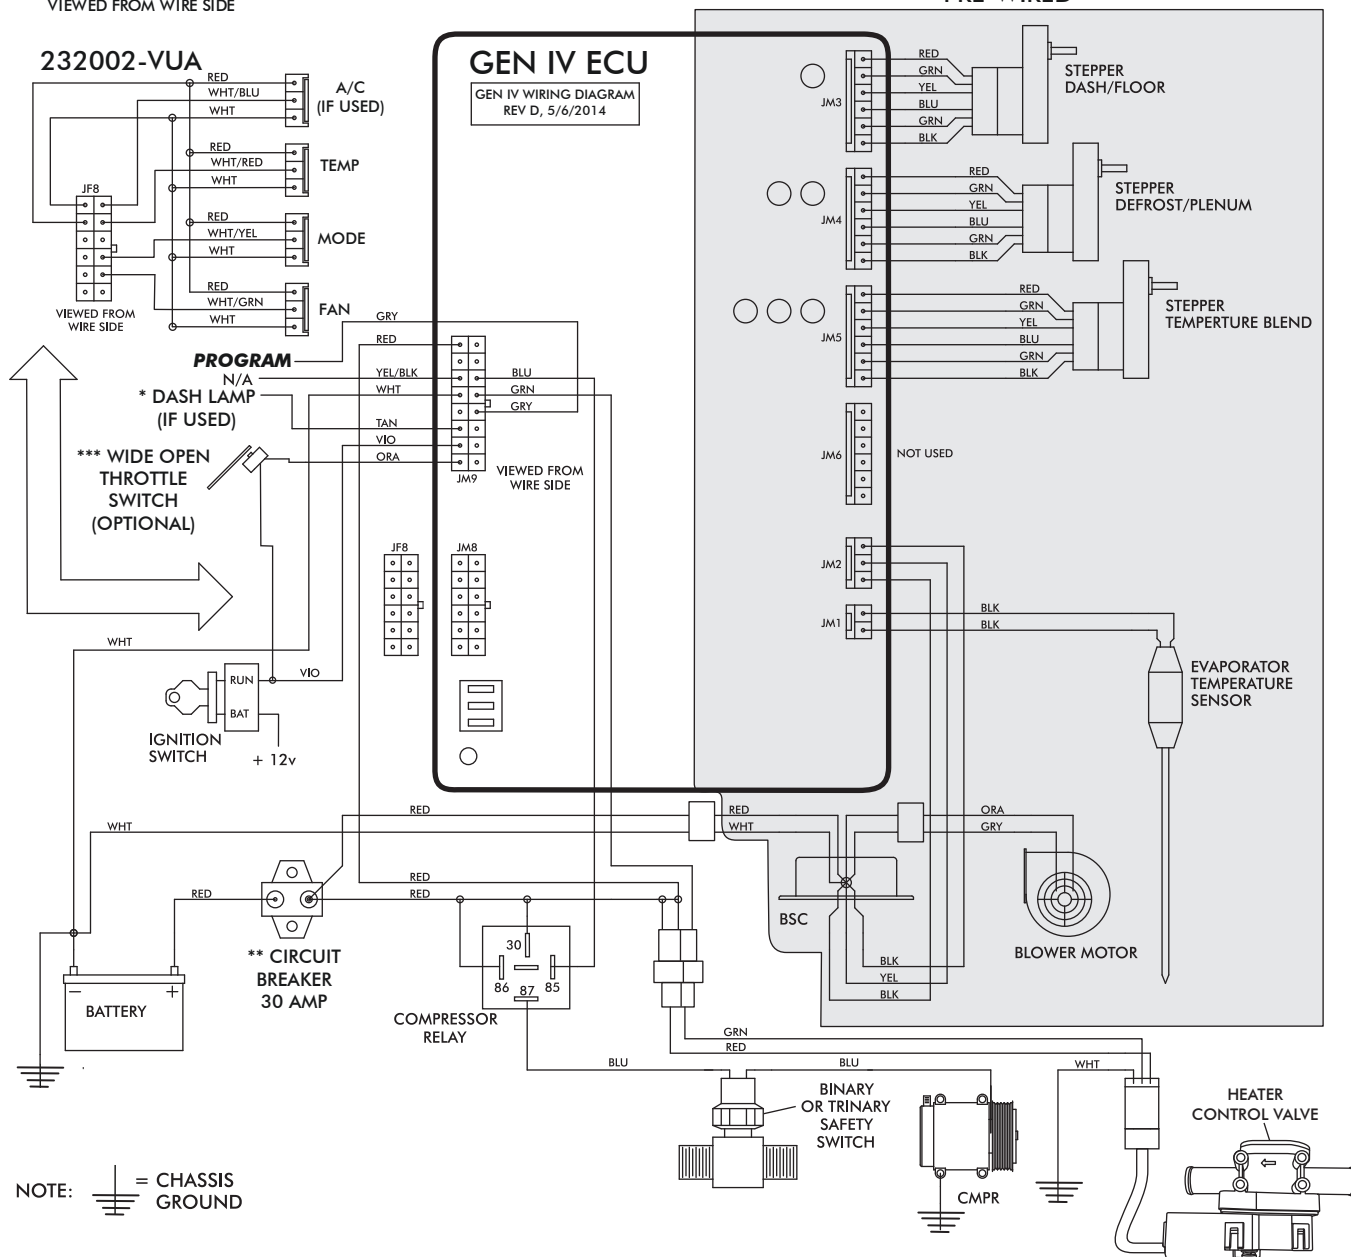 VIEWED FROM WIRE SIDE
232002-VUA
RED
WHT/BLU
WHT
A/C
(IF USED)
RED
WHT/RED
WHT
TEMP
JF8
RED
WHT/YEL
WHT
MODE
RED
WHT/GRN
WHT
FAN
VIEWED FROM
WIRE SIDE
GEN IV ECU
GEN IV WIRING DIAGRAM
REV D, 5/6/2014
JM3
RED
GRN
YEL
BLU
GRN
BLK
STEPPER
DASH/FLOOR
JM4
RED
GRN
YEL
BLU
GRN
BLK
STEPPER
DEFROST/PLENUM
JM5
RED
GRN
YEL
BLU
GRN
BLK
STEPPER
TEMPERTURE BLEND
GRY
RED
PROGRAM
N/A
YEL/BLK
BLU
* DASH LAMP
(IF USED)
WHT
GRN
GRY
TAN
VIO
ORA
JM9
VIEWED FROM
WIRE SIDE
*** WIDE OPEN
THROTTLE
SWITCH
(OPTIONAL)
JM6
NOT USED
JF8
JM8
JM2
JM1
BLK
BLK
WHT
RUN
VIO
BAT
IGNITION
SWITCH
+ 12v
EVAPORATOR
TEMPERATURE
SENSOR
RED
RED
ORA
WHT
WHT
GRY
BSC
BLOWER MOTOR
RED
RED
RED
** CIRCUIT
BREAKER
30 AMP
30
86
87
85
COMPRESSOR
RELAY
BLK
YEL
BLK
−
+
BATTERY
GRN
RED
BLU
BLU
WHT
BINARY
OR TRINARY
SAFETY
SWITCH
CMPR
HEATER
CONTROL VALVE
NOTE:
= CHASSIS
GROUND